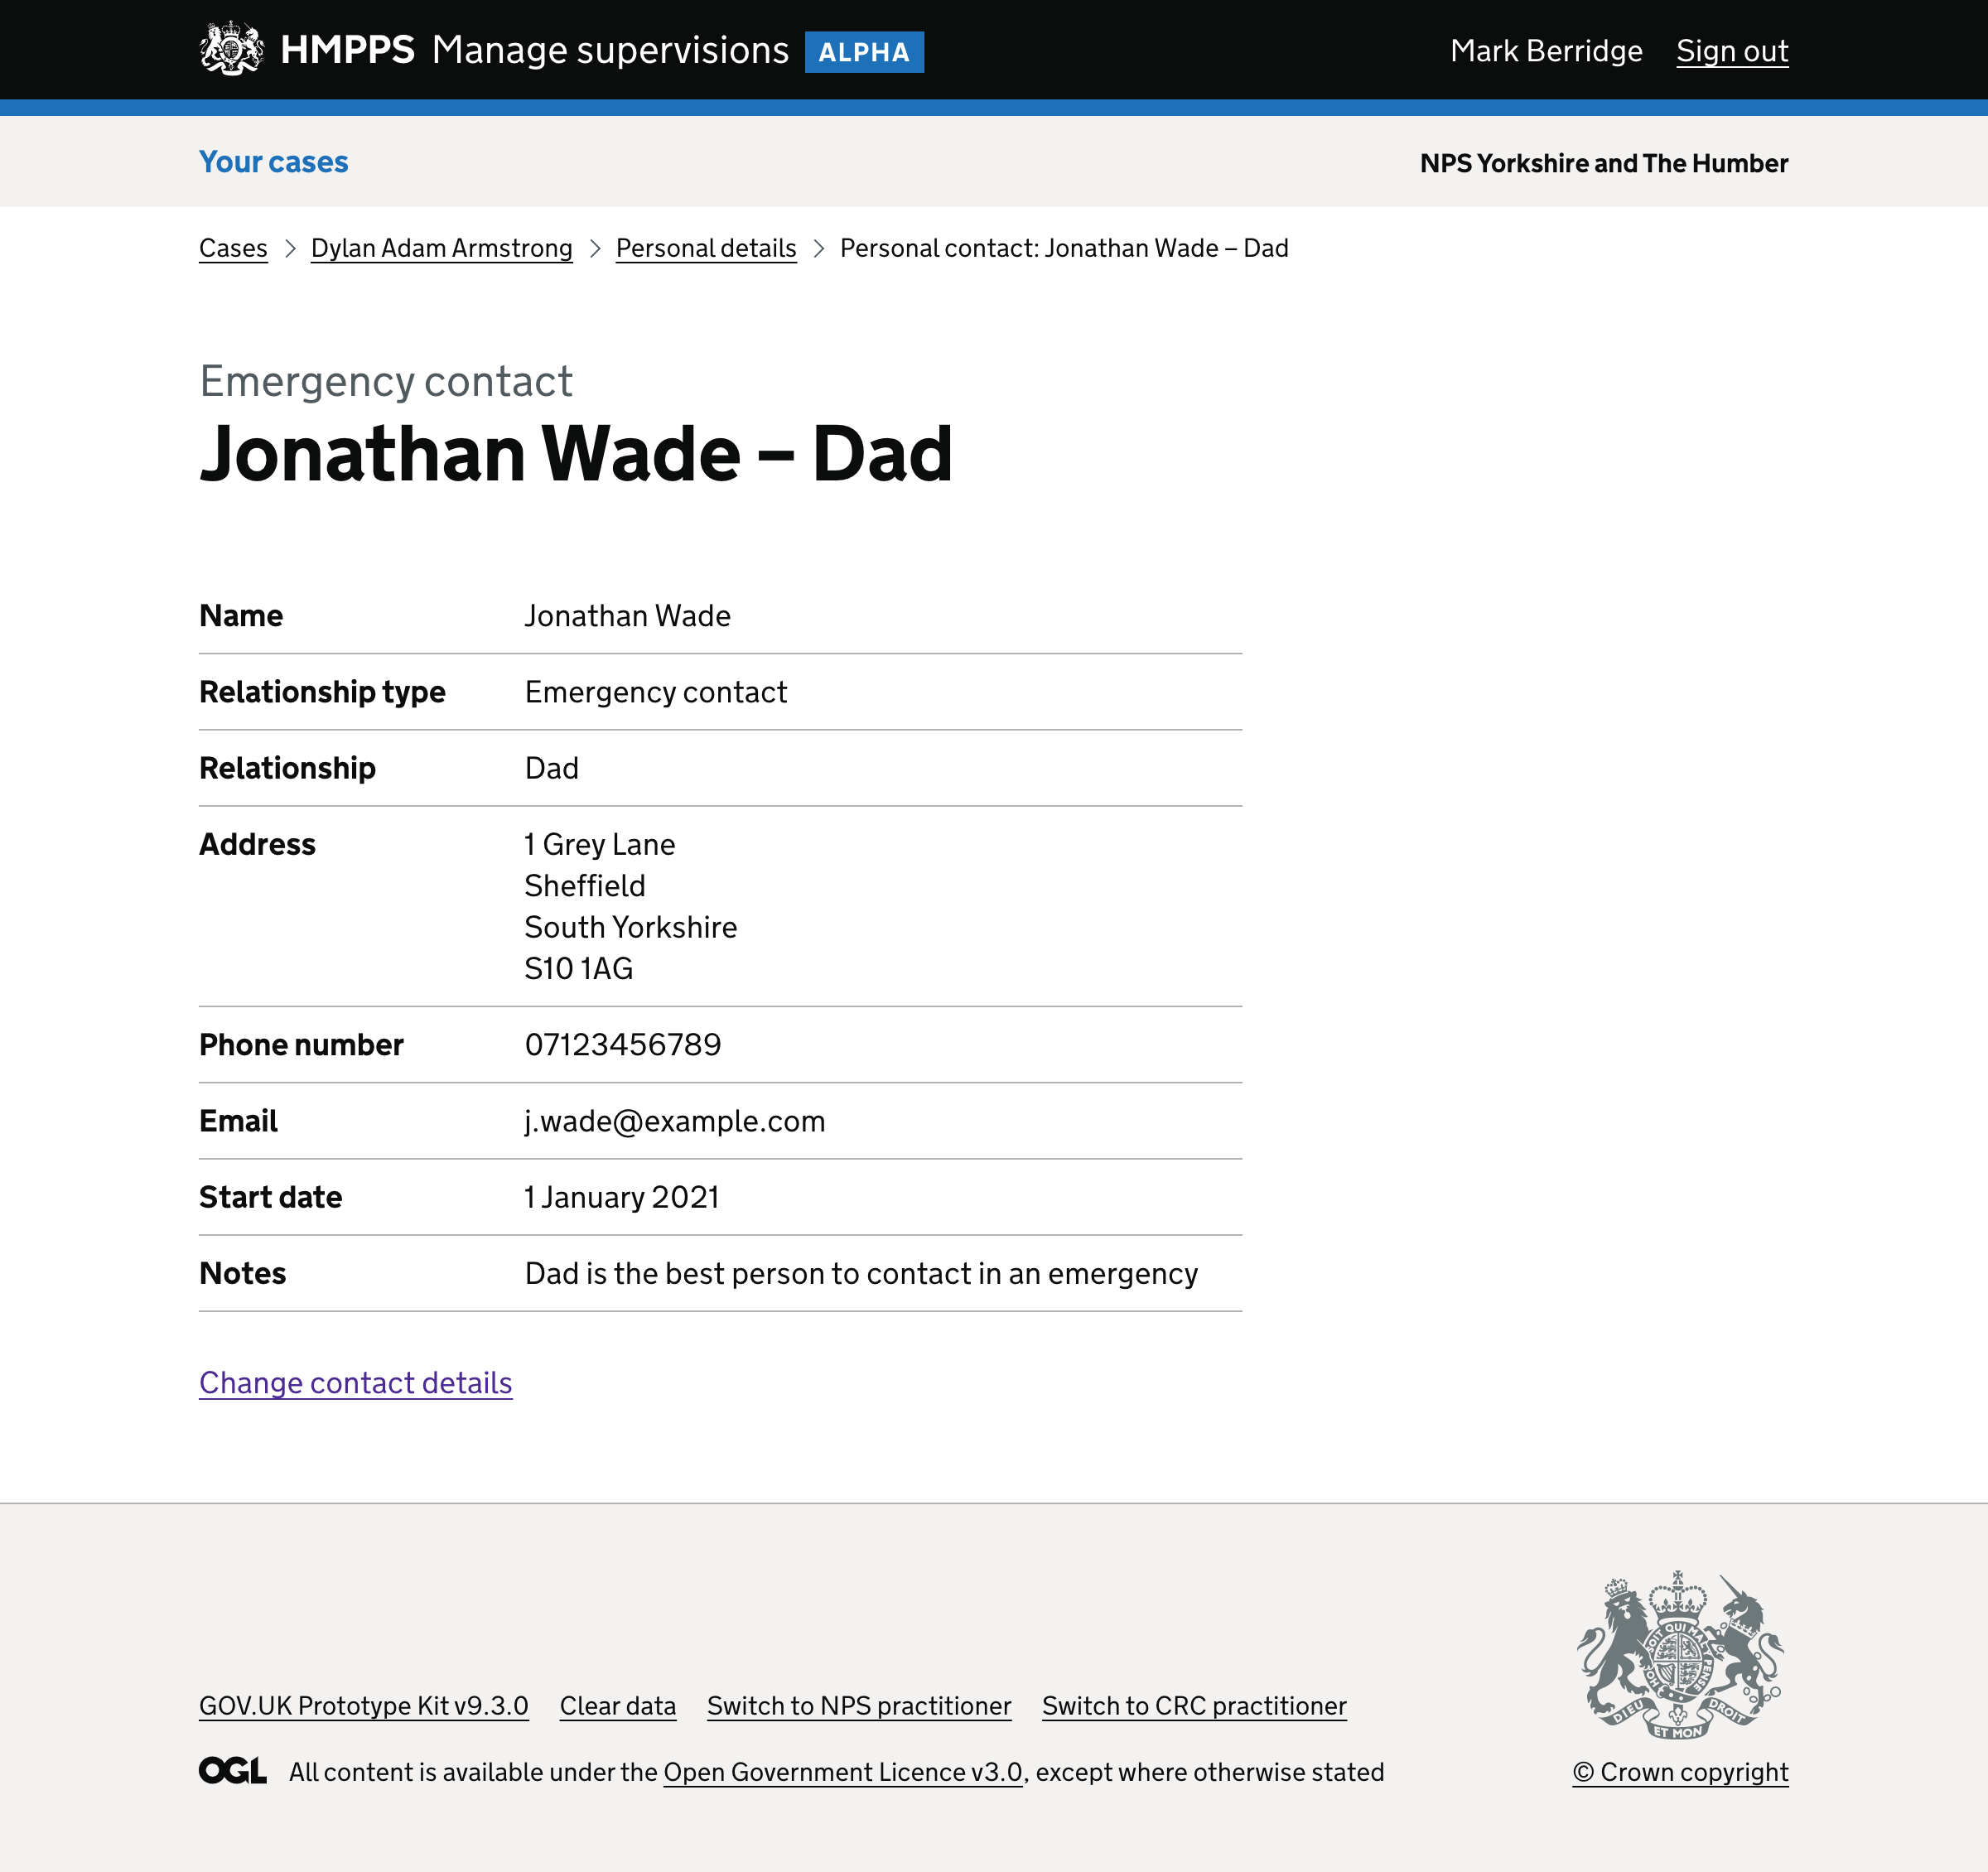 HMPPS Manage supervisions ALPHA Mark Berridge Sign out
Your cases NPS Yorkshire and The Humber
Cases Dylan Adam Armstrong Personal details Personal contact: Jonathan Wade – Dad
Emergency contact
Jonathan Wade – Dad
Name Jonathan Wade
Relationship type Emergency contact
Relationship Dad
Address 1 Grey Lane
Sheffield
South Yorkshire
S10 1AG
Phone number 07123456789
Email j.wade@example.com
Start date 1 January 2021
Notes Dad is the best person to contact in an emergency
Change contact details
GOV.UK Prototype Kit v9.3.0 Clear data Switch to NPS practitioner Switch to CRC practitioner
DIEU ET MON DROIT
OGL All content is available under the Open Government Licence v3.0, except where otherwise stated
© Crown copyright